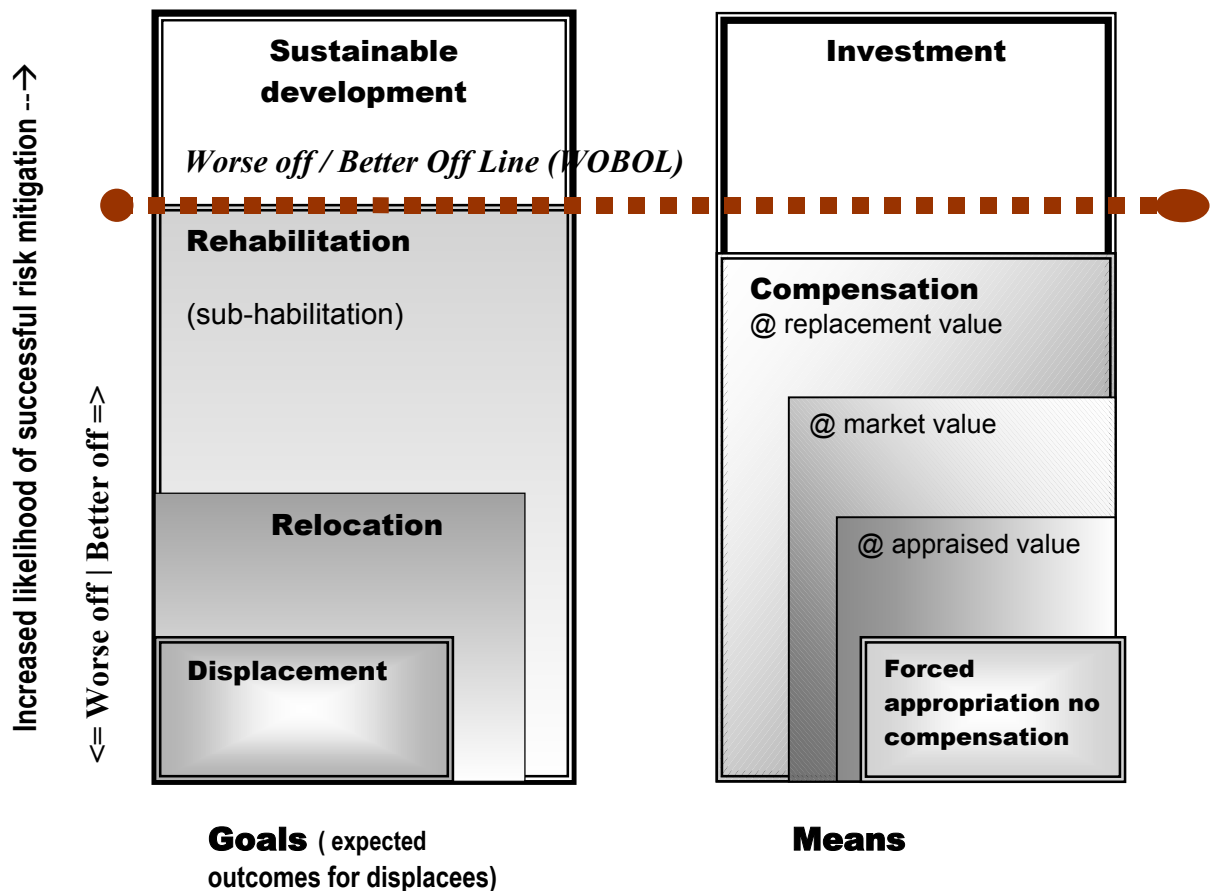 Increased likelihood of successful risk mitigation --→
<= Worse off | Better off =>
Sustainable
development
Worse off / Better Off Line (WOBOL)
Rehabilitation
(sub-habilitation)
Relocation
Displacement
Goals ( expected
outcomes for displacees)
Investment
Compensation
@ replacement value
@ market value
@ appraised value
Forced
appropriation no
compensation
Means